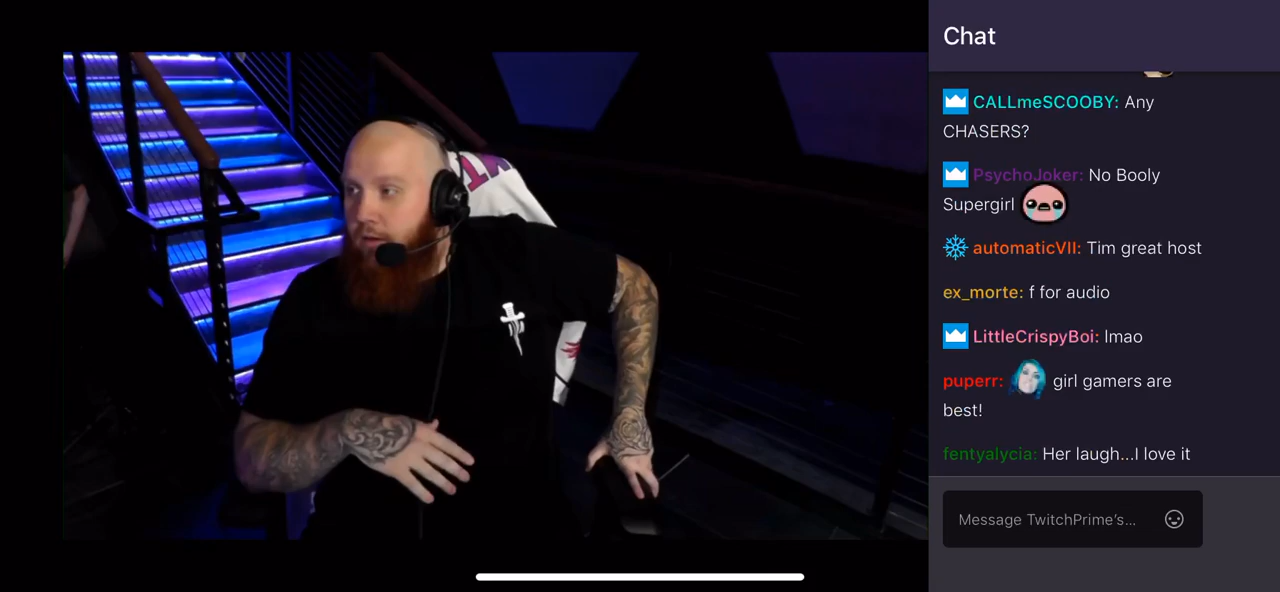 Chat
CALLmeSCOOBY: Any
CHASERS?
PsychoJoker: No Booly
Supergirl
automaticVII: Tim great host
ex_morte: f for audio
LittleCrispyBoi: lmao
puperr: girl gamers are
best!
fentyalycia: Her laugh...I love it
Message TwitchPrime's...